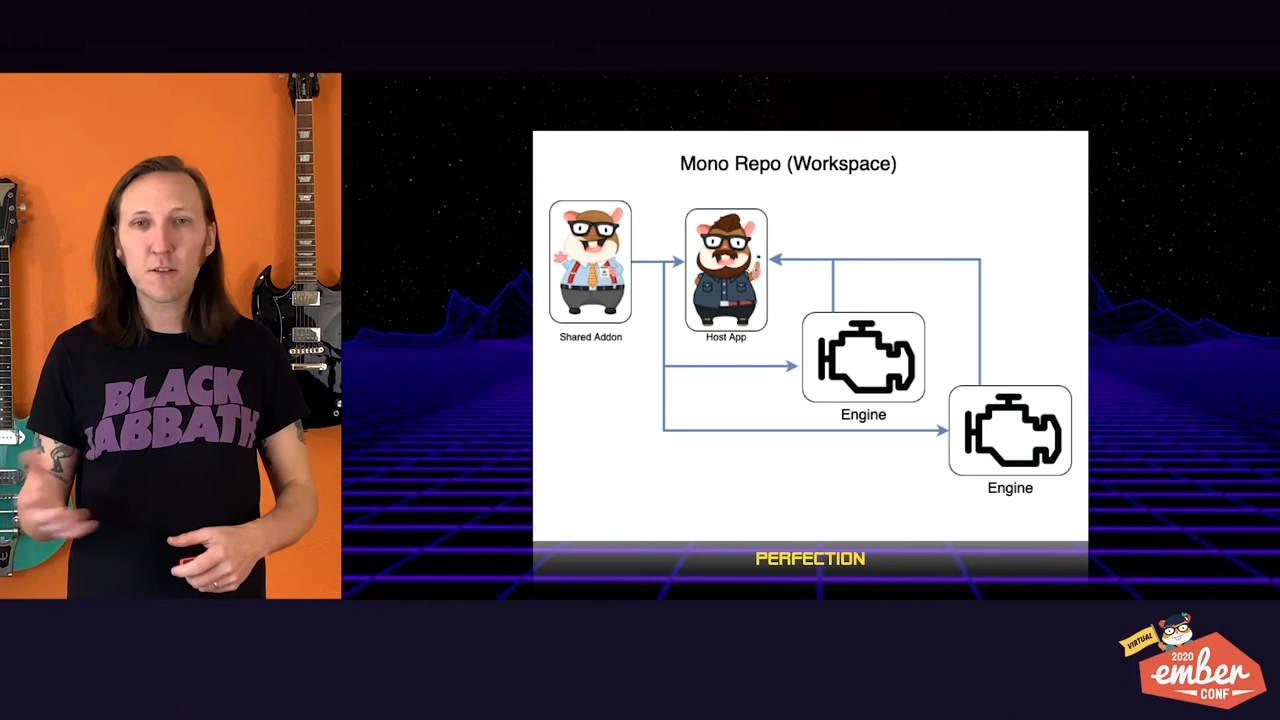 BLACK
SABBATH
Mono Repo (Workspace)
Shared Addon
Host App
Engine
Engine
PERFECTION
VIRTUAL
2020
ember
CONF